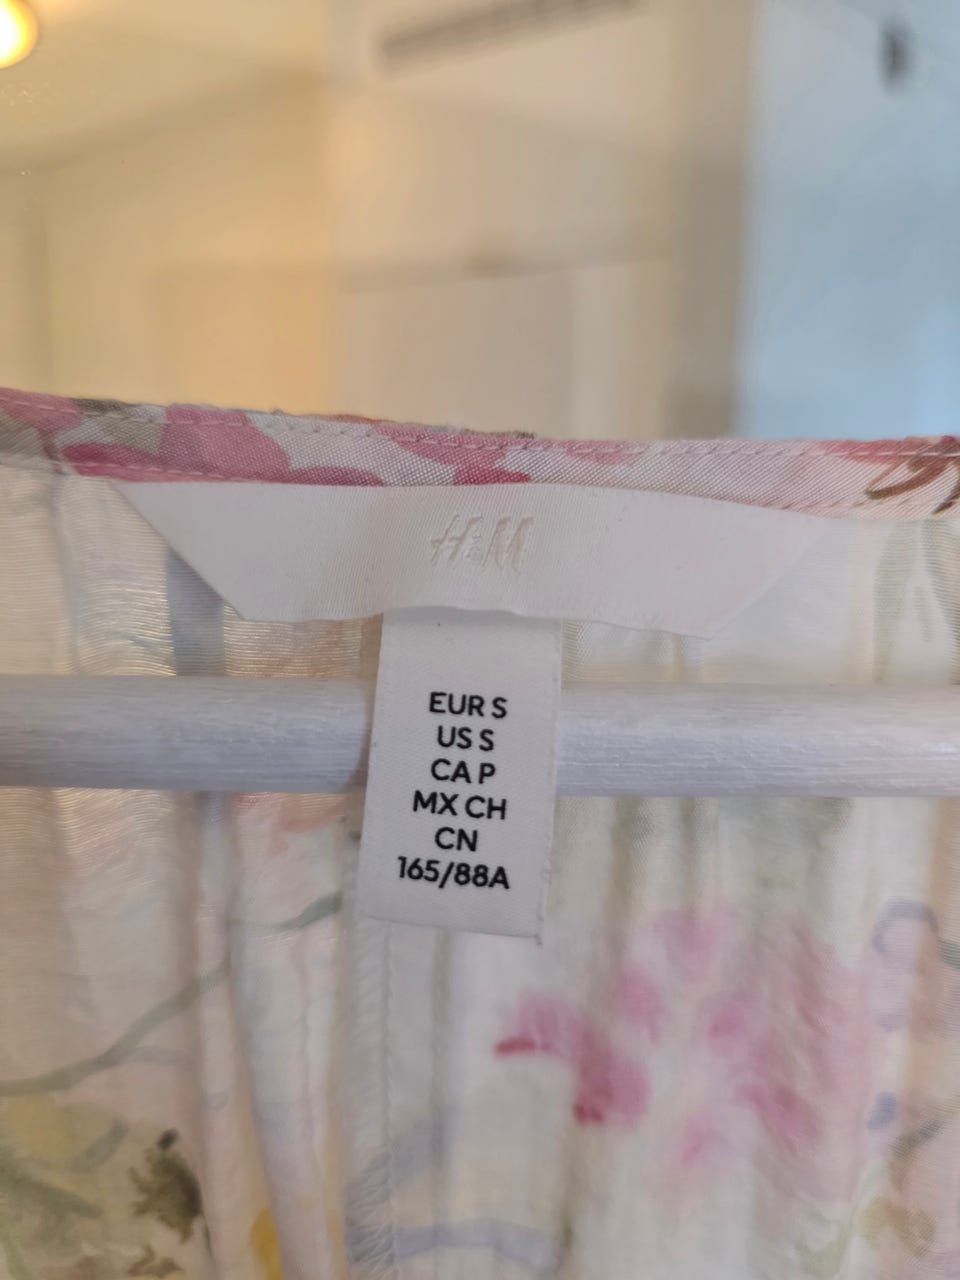 H&M
EUR S
US S
CA P
MX CH
CN
165/88A